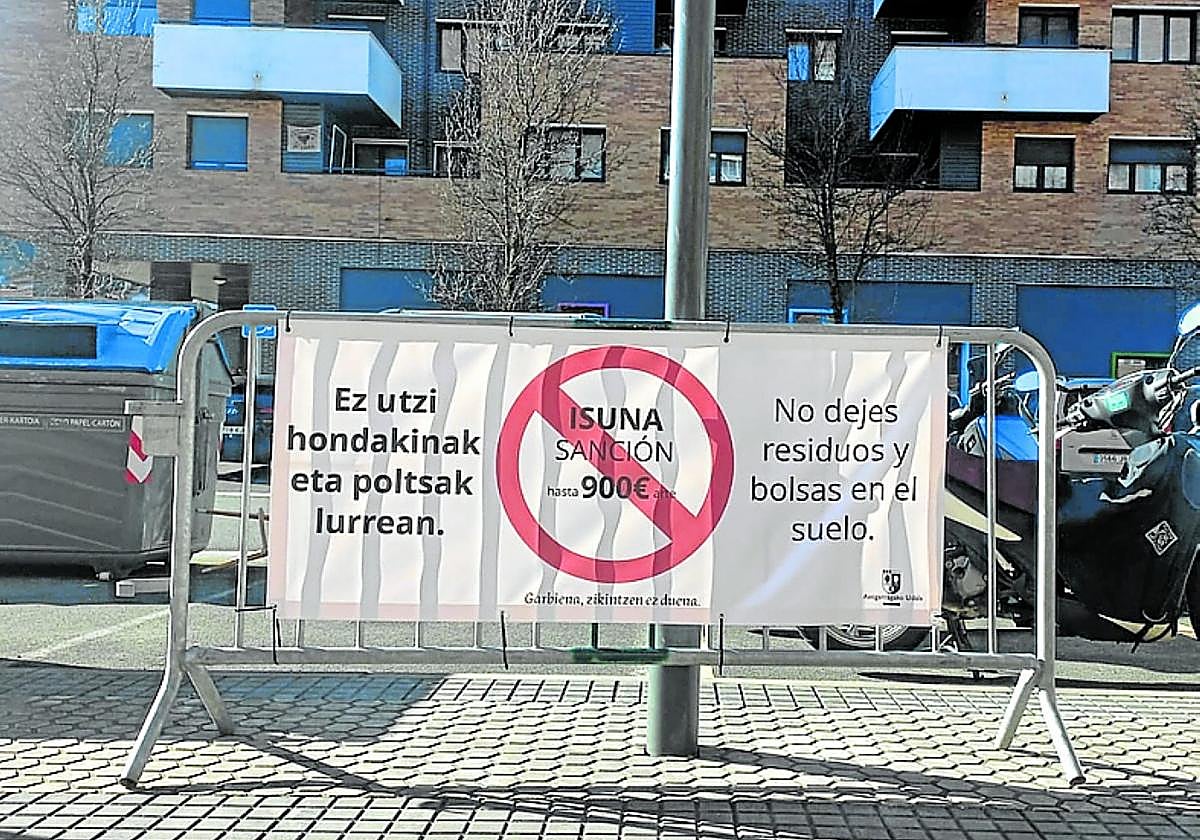 Ez utzi
hondakinak
eta poltsak
lurrean.
ISUNA
SANCIÓN
hasta 900€ arte
No dejes
residuos y
bolsas en el
suelo.
Garbiena, zikintzen ez duena.
KARTOIA
PAPEL-CARTÓN